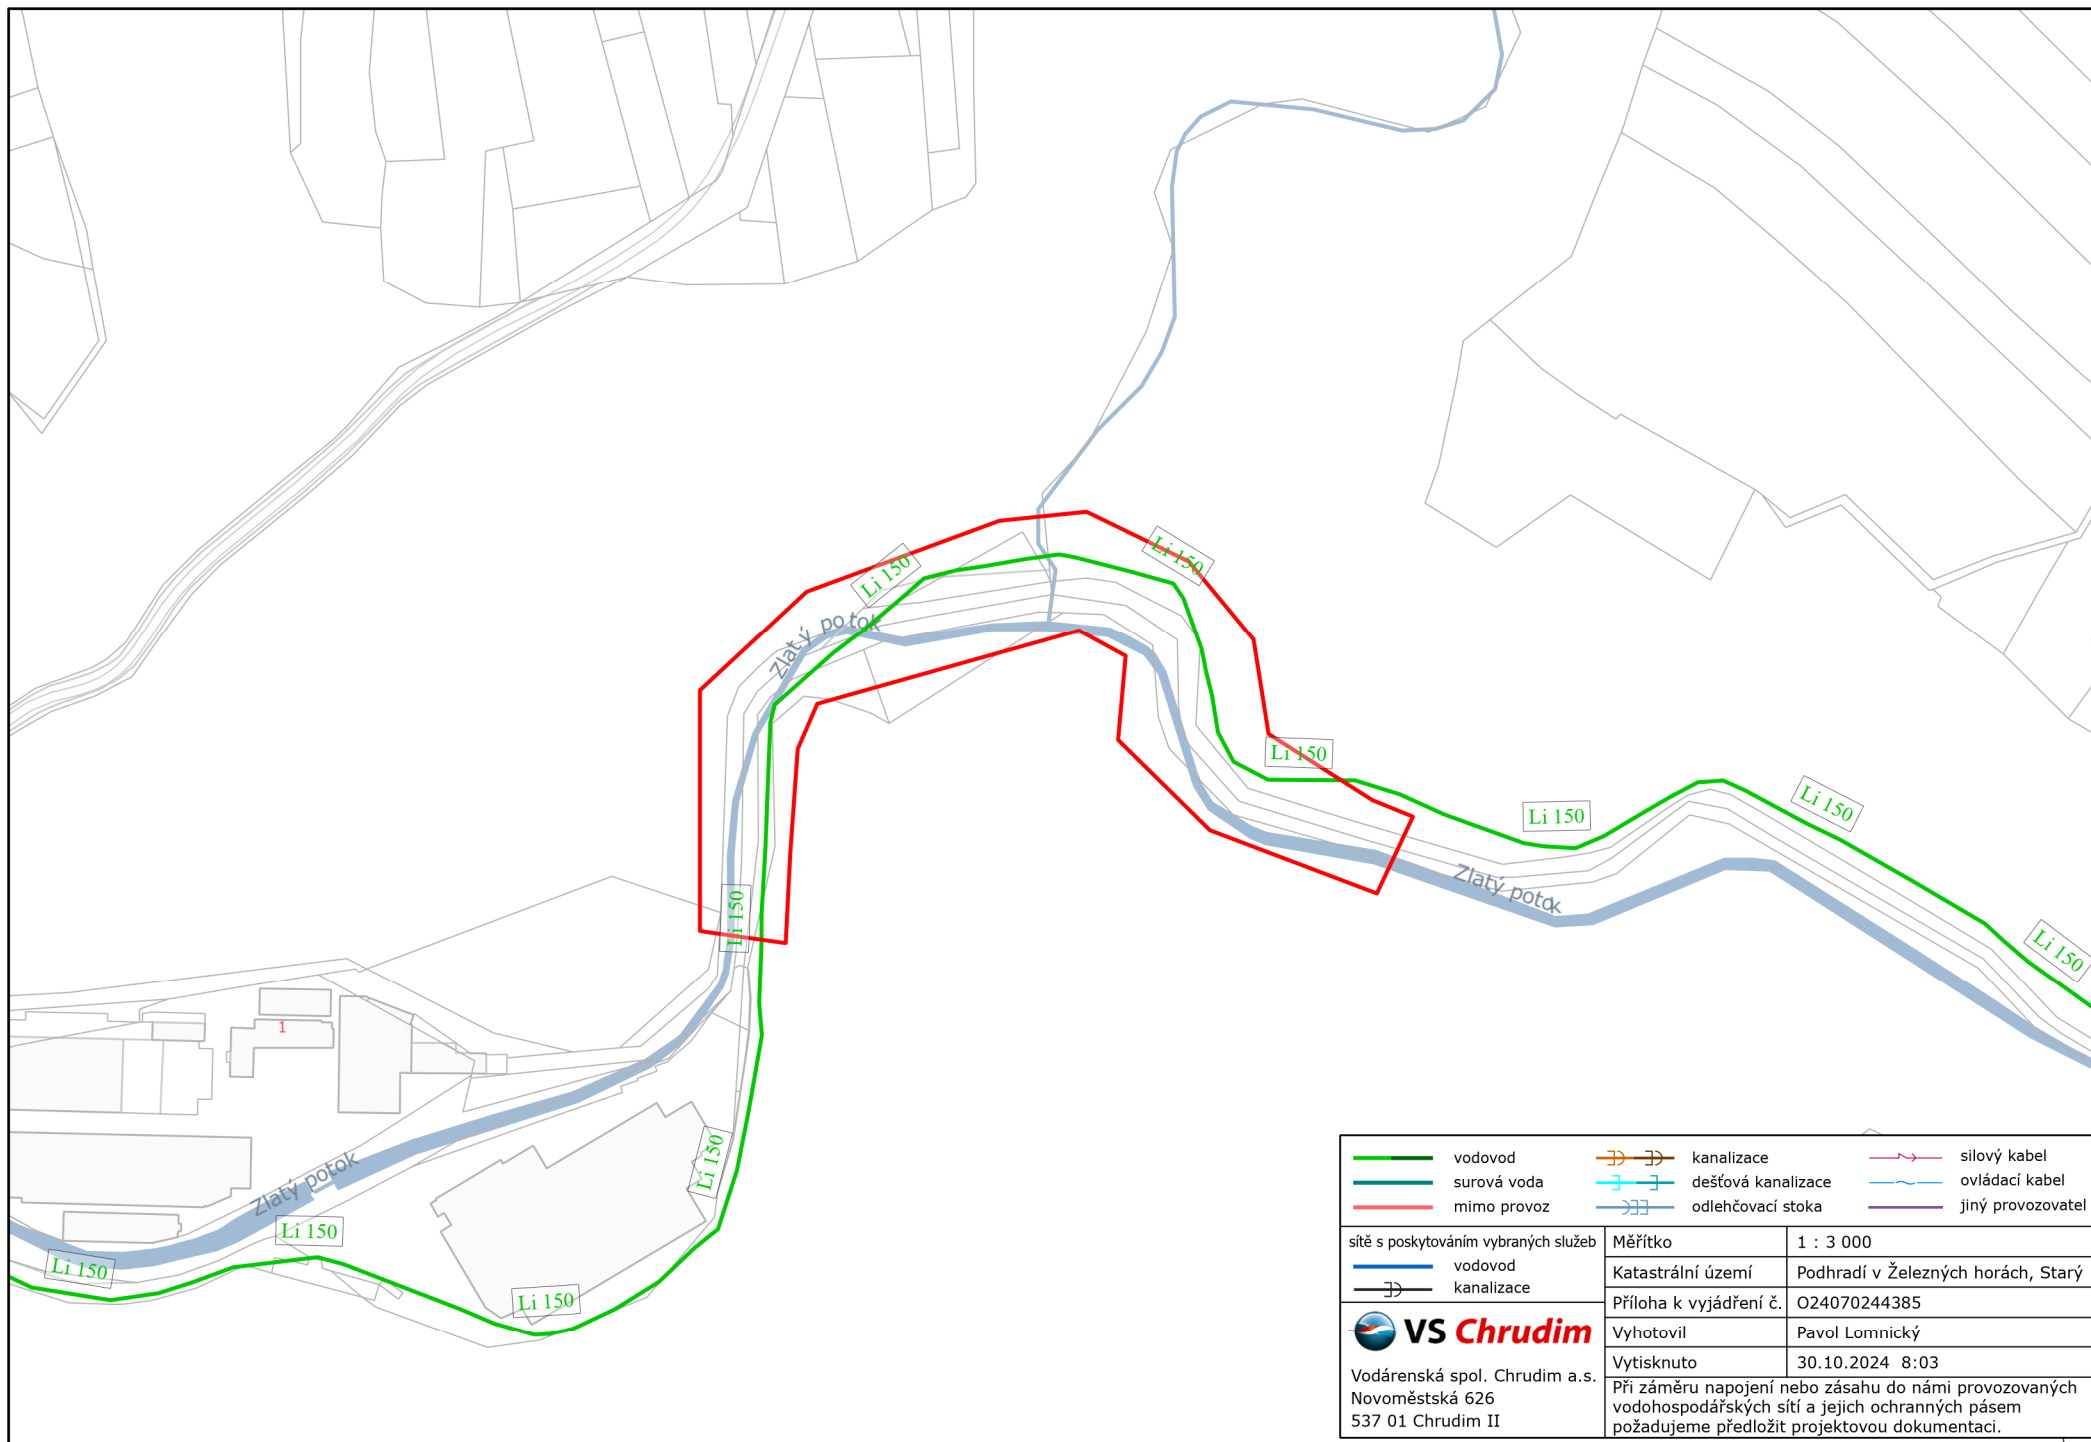 Li 150
Li 150
Zlatý potok
Li 150
Li 150
Li 150
Zlatý potok
Li 150
Li 150
1
Li 150
Zlatý potok
Li 150
Li 150
Li 150
vodovod
surová voda
mimo provoz
kanalizace
dešťová kanalizace
odlehčovací stoka
silový kabel
ovládací kabel
jiný provozovatel
sítě s poskytováním vybraných služeb
vodovod
kanalizace
VS Chrudim
Vodárenská spol. Chrudim a.s.
Novoměstská 626
537 01 Chrudim II
Měřítko 1 : 3 000
Katastrální území Podhradí v Železných horách, Starý
Příloha k vyjádření č. O24070244385
Vyhotovil Pavol Lomnický
Vytisknuto 30.10.2024 8:03
Při záměru napojení nebo zásahu do námi provozovaných
vodohospodářských sítí a jejich ochranných pásem
požadujeme předložit projektovou dokumentaci.